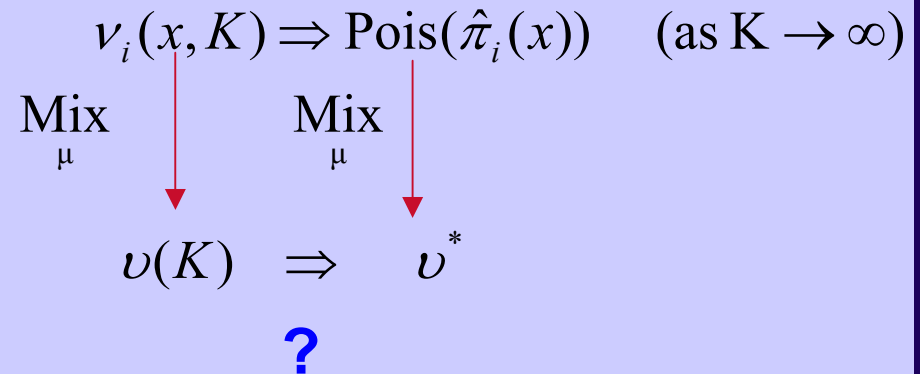 ν_i(x, K) ⇒ Pois(π̂_i(x)) (as K → ∞)
Mix Mix
μ μ
υ(K) ⇒ υ*
?